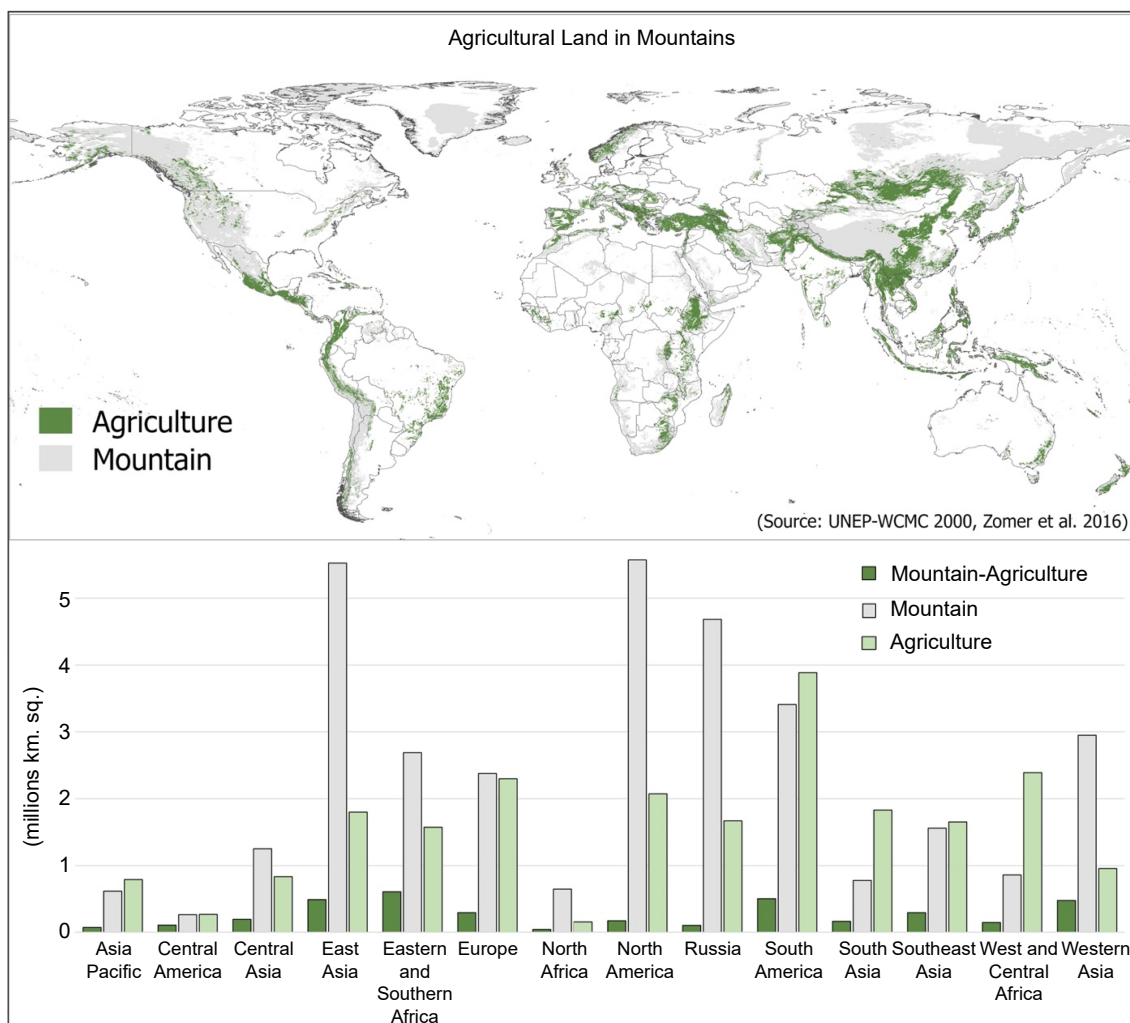 Agricultural Land in Mountains
Agriculture
Mountain
(Source: UNEP-WCMC 2000, Zomer et al. 2016)
Mountain-Agriculture
Mountain
Agriculture
(millions km. sq.)
5
4
3
2
1
0
Asia
Pacific
Central
America
Central
Asia
East
Asia
Eastern
and
Southern
Africa
Europe
North
Africa
North
America
Russia
South
America
South
Asia
Southeast
Asia
West and
Central
Africa
Western
Asia